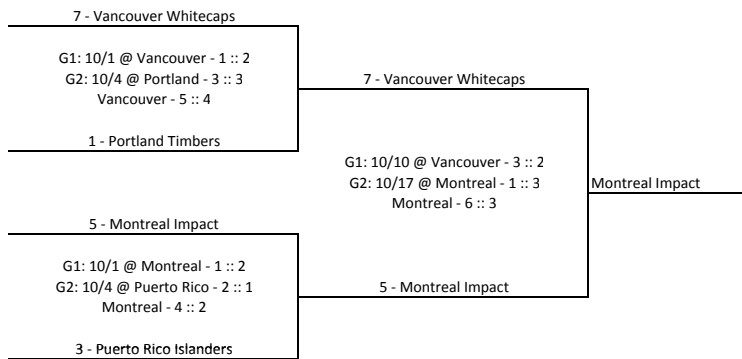 7 - Vancouver Whitecaps
G1: 10/1 @ Vancouver - 1 :: 2
G2: 10/4 @ Portland - 3 :: 3
Vancouver - 5 :: 4
1 - Portland Timbers
7 - Vancouver Whitecaps
G1: 10/10 @ Vancouver - 3 :: 2
G2: 10/17 @ Montreal - 1 :: 3
Montreal - 6 :: 3
Montreal Impact
5 - Montreal Impact
G1: 10/1 @ Montreal - 1 :: 2
G2: 10/4 @ Puerto Rico - 2 :: 1
Montreal - 4 :: 2
5 - Montreal Impact
3 - Puerto Rico Islanders